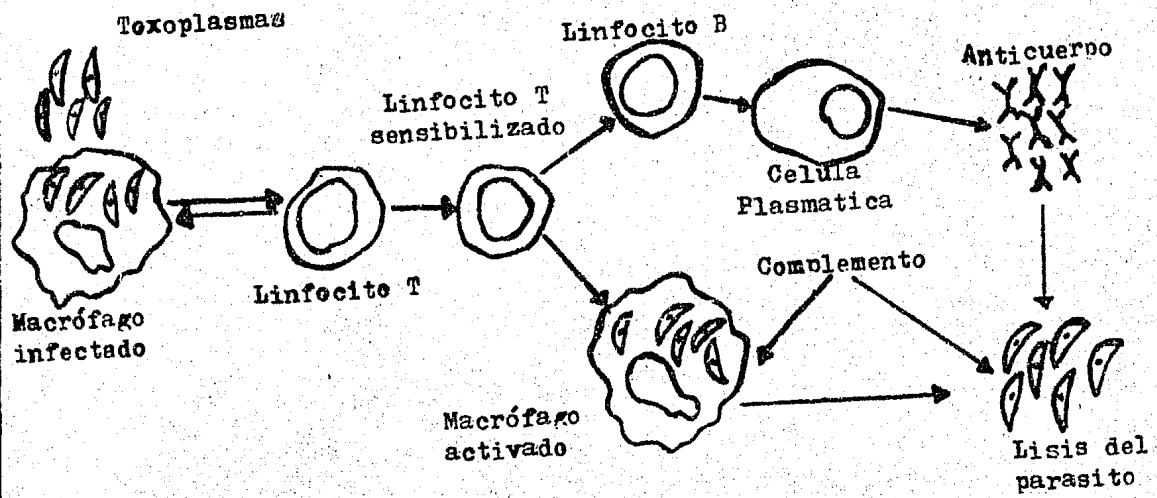 Toxoplasmas
Linfocito B
Anticuerpo
Linfocito T
sensibilizado
Celula
Plasmatica
Complemento
Linfocito T
Macrófago
infectado
Macrófago
activado
Lisis del
parasito